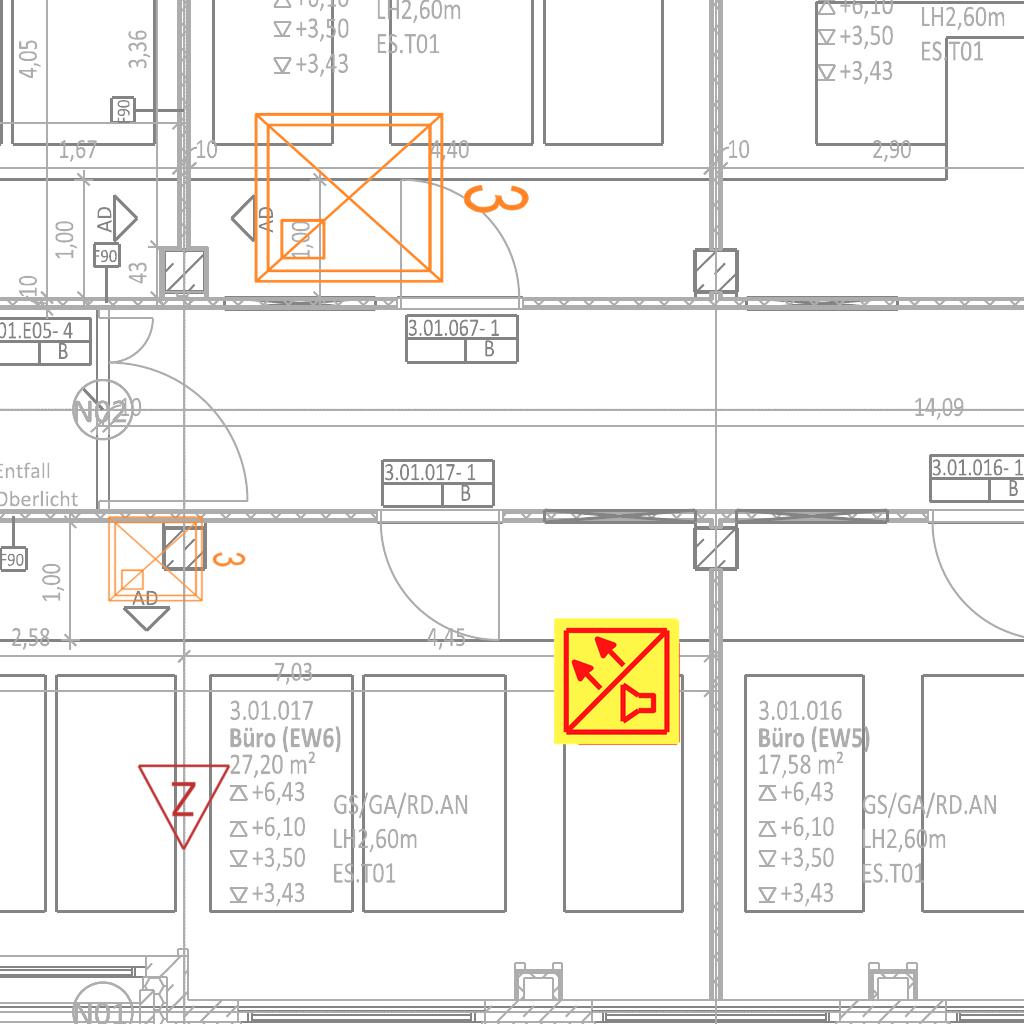 +6,10
LH2,60m
+3,50
ES.T01
+3,43
+6,10
LH2,60m
+3,50
ES.T01
+3,43
4,05
3,36
F90
1,67
10
4,40
10
2,90
3
AD
AD
1,00
1,00
F90
43
10
01.E05- 4
B
3.01.067- 1
B
N02
10
14,09
Entfall
Oberlicht
3.01.017- 1
B
3.01.016- 1
B
F90
3
1,00
AD
2,58
4,45
7,03
3.01.017
Büro (EW6)
27,20 m²
+6,43
+6,10
+3,50
+3,43
GS/GA/RD.AN
LH2,60m
ES.T01
Z
3.01.016
Büro (EW5)
17,58 m²
+6,43
+6,10
+3,50
+3,43
GS/GA/RD.AN
LH2,60m
ES.T01
N01